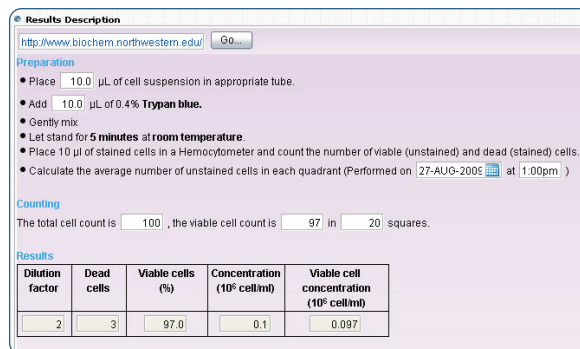 Results Description
http://www.biochem.northwestern.edu/ Go...
Preparation
• Place 10.0 µL of cell suspension in appropriate tube.
• Add 10.0 µL of 0.4% Trypan blue.
• Gently mix
• Let stand for 5 minutes at room temperature.
• Place 10 µl of stained cells in a Hemocytometer and count the number of viable (unstained) and dead (stained) cells.
• Calculate the average number of unstained cells in each quadrant (Performed on 27-AUG-2009 at 1:00pm )
Counting
The total cell count is 100 , the viable cell count is 97 in 20 squares.
Results
Dilution factor Dead cells Viable cells (%) Concentration (10⁶ cell/ml) Viable cell concentration (10⁶ cell/ml)
2 3 97.0 0.1 0.097